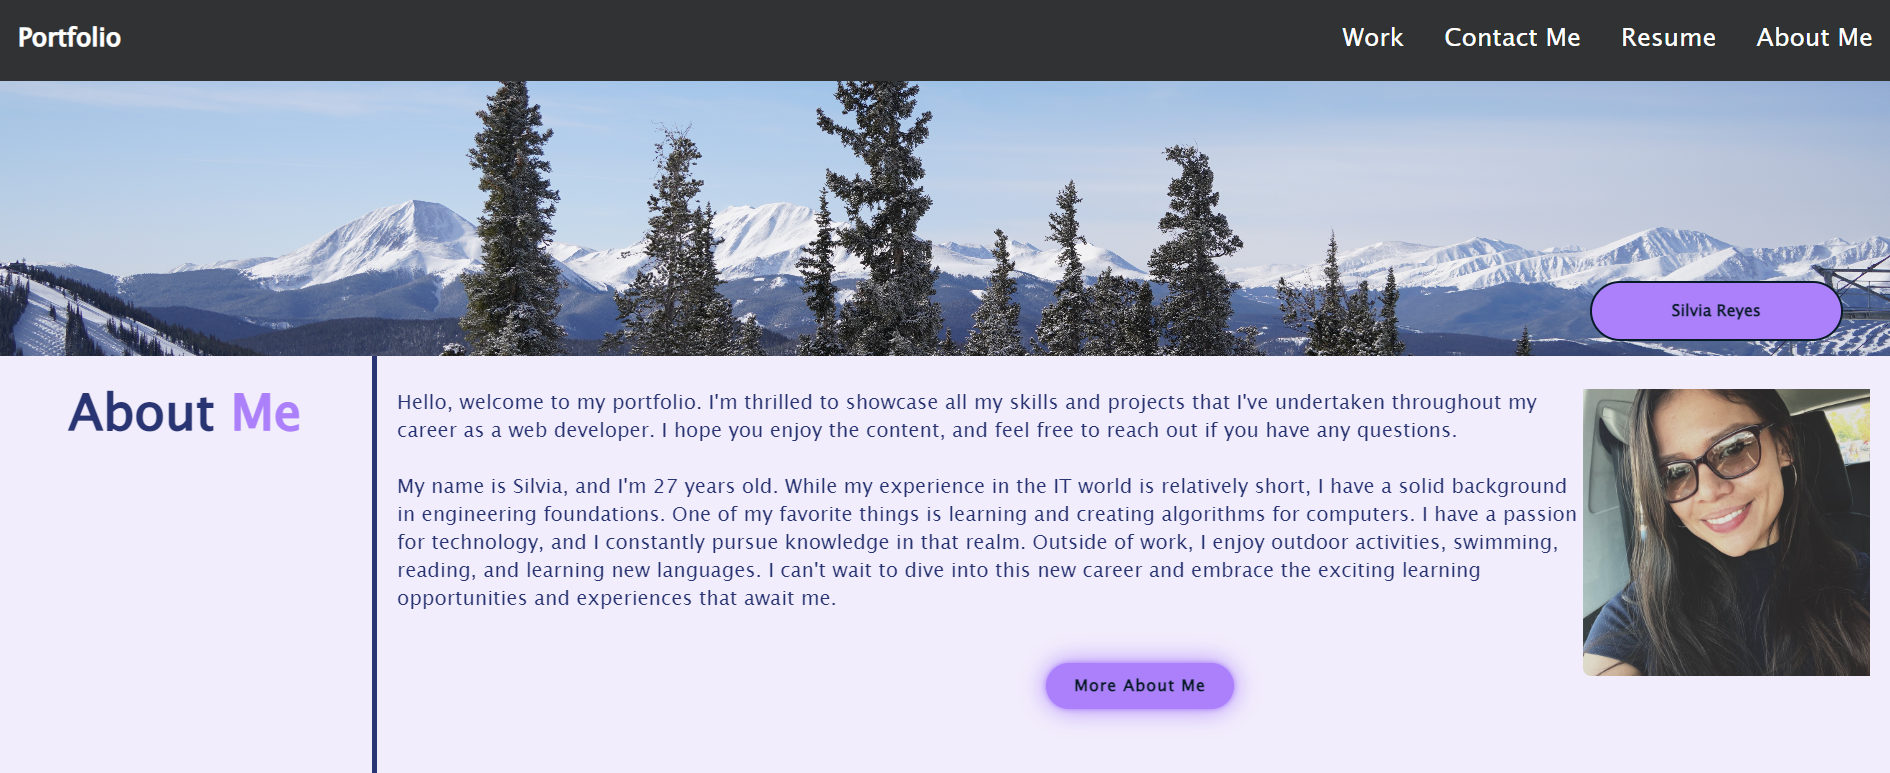 Portfolio
Work Contact Me Resume About Me
Silvia Reyes
About Me
Hello, welcome to my portfolio. I'm thrilled to showcase all my skills and projects that I've undertaken throughout my
career as a web developer. I hope you enjoy the content, and feel free to reach out if you have any questions.
My name is Silvia, and I'm 27 years old. While my experience in the IT world is relatively short, I have a solid background
in engineering foundations. One of my favorite things is learning and creating algorithms for computers. I have a passion
for technology, and I constantly pursue knowledge in that realm. Outside of work, I enjoy outdoor activities, swimming,
reading, and learning new languages. I can't wait to dive into this new career and embrace the exciting learning
opportunities and experiences that await me.
More About Me